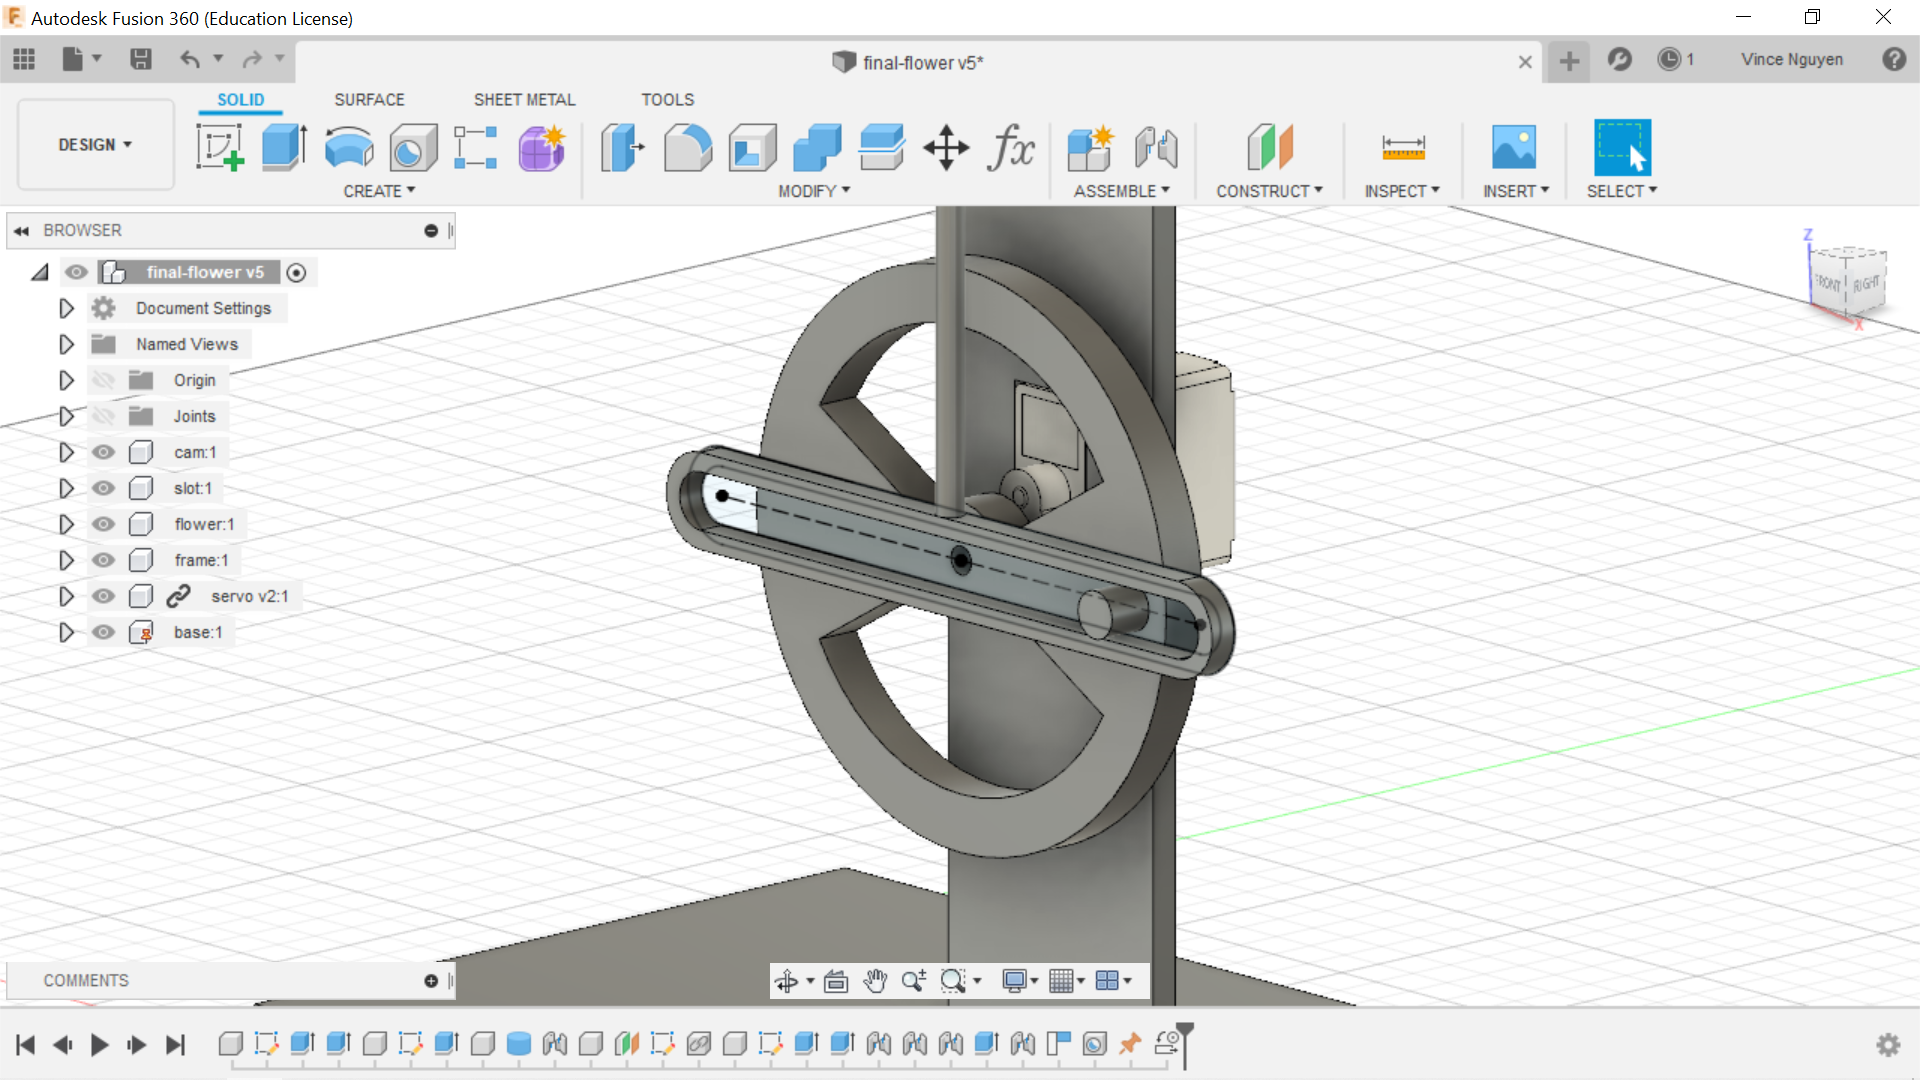 Autodesk Fusion 360 (Education License)
final-flower v5*
1
Vince Nguyen
SOLID
SURFACE
SHEET METAL
TOOLS
DESIGN
CREATE
MODIFY
ASSEMBLE
CONSTRUCT
INSPECT
INSERT
SELECT
BROWSER
final-flower v5
Document Settings
Named Views
Origin
Joints
cam:1
slot:1
flower:1
frame:1
servo v2:1
base:1
Z
FRONT
RIGHT
X
COMMENTS